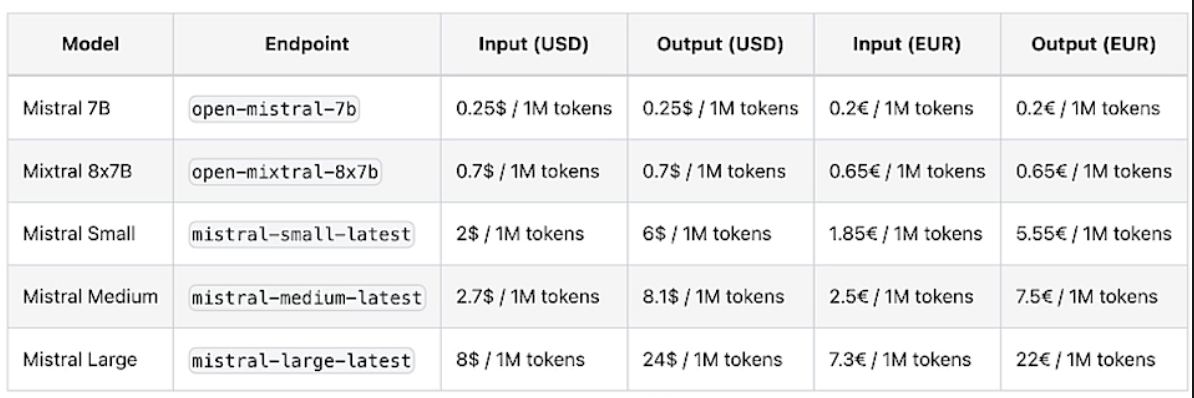 Model Endpoint Input (USD) Output (USD) Input (EUR) Output (EUR)
Mistral 7B open-mistral-7b 0.25$ / 1M tokens 0.25$ / 1M tokens 0.2€ / 1M tokens 0.2€ / 1M tokens
Mixtral 8x7B open-mixtral-8x7b 0.7$ / 1M tokens 0.7$ / 1M tokens 0.65€ / 1M tokens 0.65€ / 1M tokens
Mistral Small mistral-small-latest 2$ / 1M tokens 6$ / 1M tokens 1.85€ / 1M tokens 5.55€ / 1M tokens
Mistral Medium mistral-medium-latest 2.7$ / 1M tokens 8.1$ / 1M tokens 2.5€ / 1M tokens 7.5€ / 1M tokens
Mistral Large mistral-large-latest 8$ / 1M tokens 24$ / 1M tokens 7.3€ / 1M tokens 22€ / 1M tokens